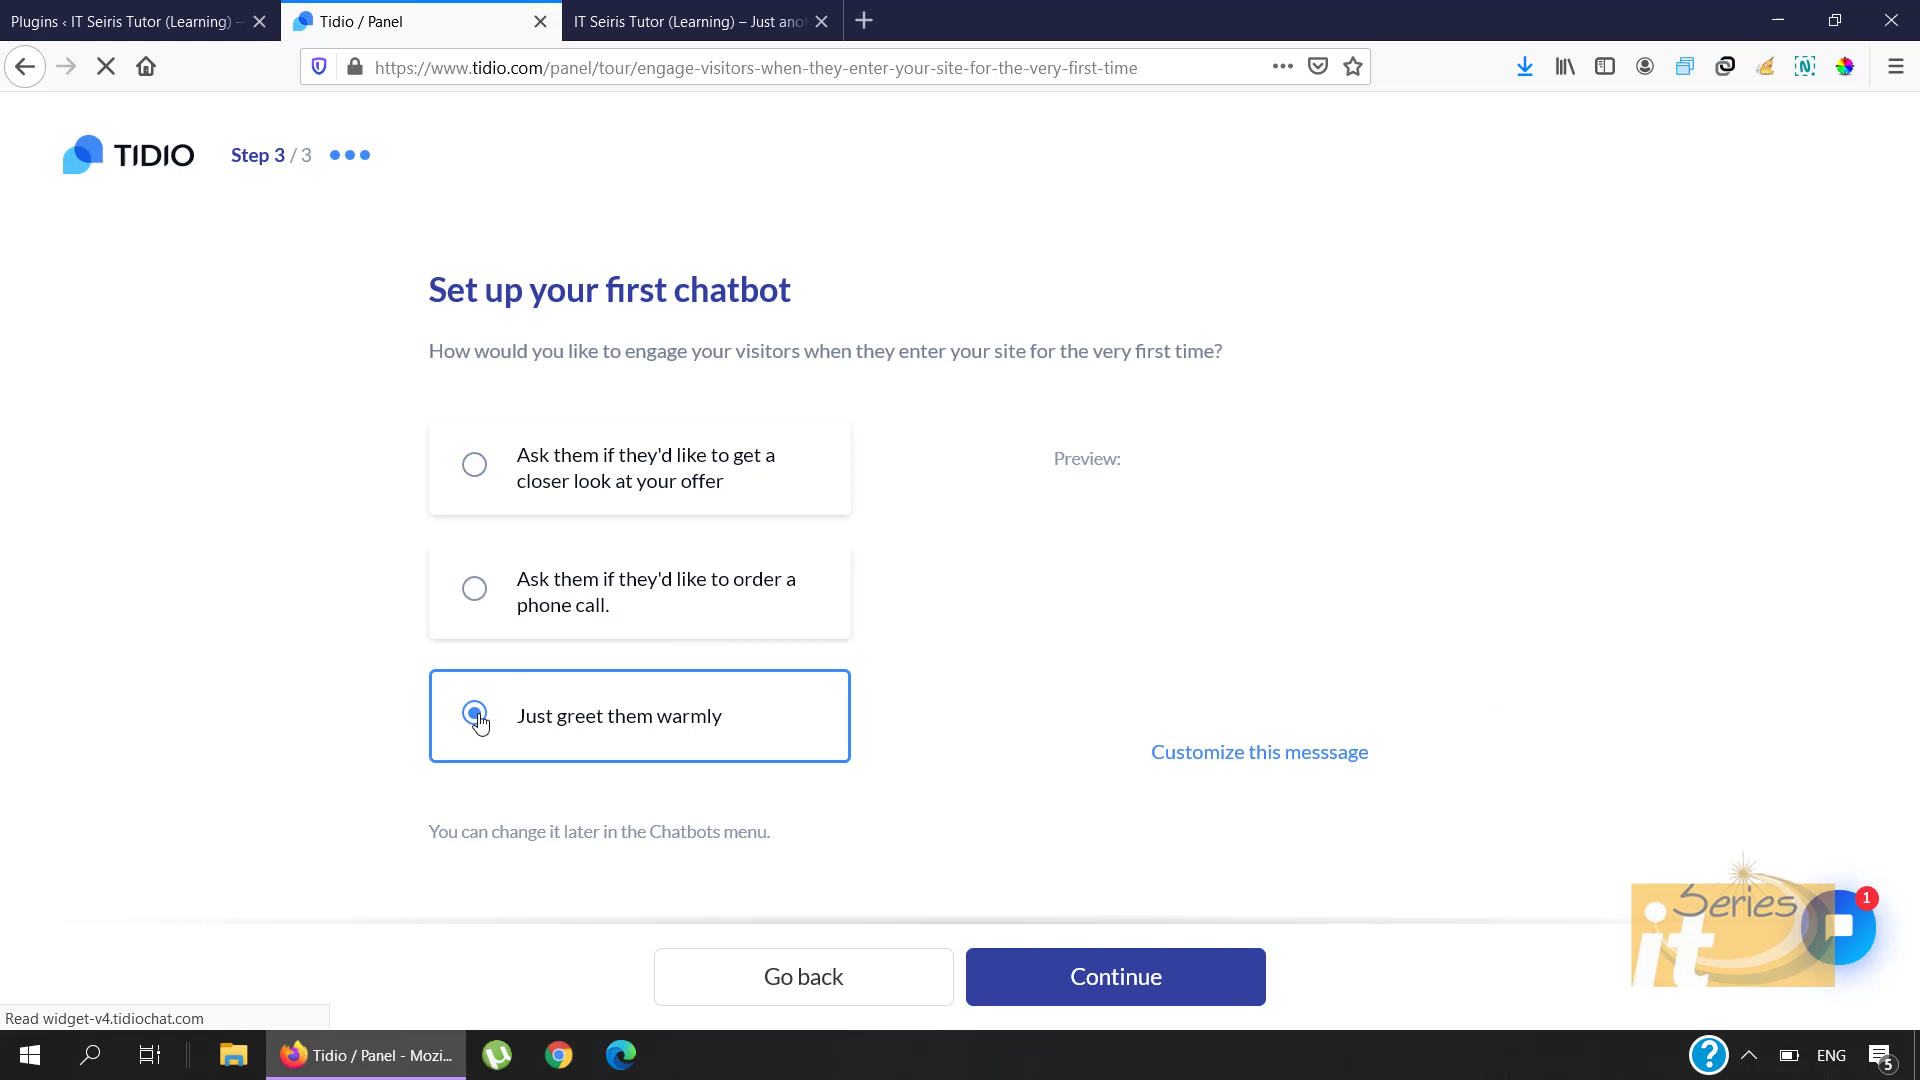 Plugins ‹ IT Seiris Tutor (Learning) –
Tidio / Panel
IT Seiris Tutor (Learning) – Just anot
https://www.tidio.com/panel/tour/engage-visitors-when-they-enter-your-site-for-the-very-first-time
TIDIO
Step 3 / 3
Set up your first chatbot
How would you like to engage your visitors when they enter your site for the very first time?
Ask them if they'd like to get a
closer look at your offer
Preview:
Ask them if they'd like to order a
phone call.
Just greet them warmly
Customize this messsage
You can change it later in the Chatbots menu.
1
Series
it
Go back
Continue
Read widget-v4.tidiochat.com
Tidio / Panel - Mozi...
ENG
5